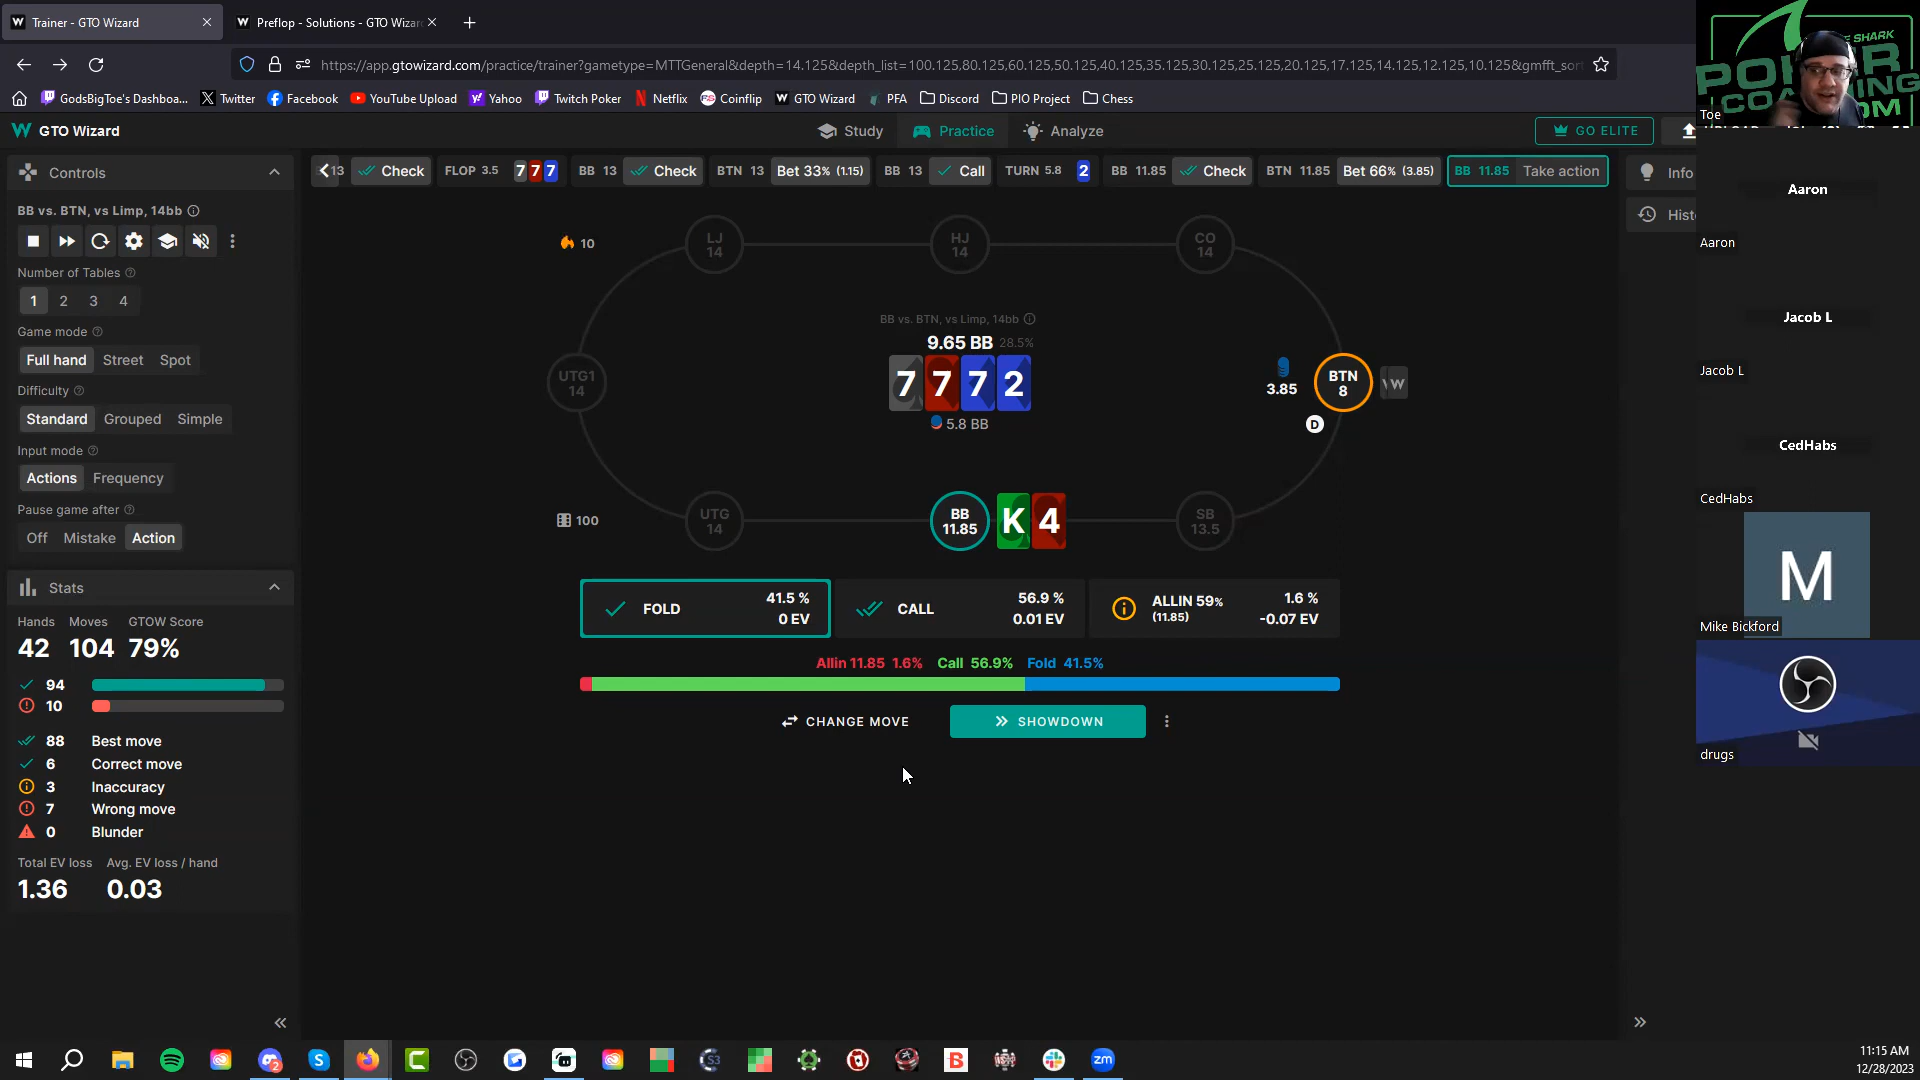 Trainer - GTO Wizard
Preflop - Solutions - GTO Wizar
https://app.gtowizard.com/practice/trainer?gametype=MTTGeneral&depth=14.125&depth_list=100.125,80.125,60.125,50.125,40.125,35.125,30.125,25.125,20.125,17.125,14.125,12.125,10.125&gmfft_sor
GodsBigToe's Dashboa...
Twitter
Facebook
YouTube Upload
Yahoo
Twitch Poker
Netflix
Coinflip
GTO Wizard
PFA
Discord
PIO Project
Chess
GTO Wizard
Study
Practice
Analyze
GO ELITE
Controls
13
Check
FLOP 3.5
7 7 7
BB 13
Check
BTN 13
Bet 33% (1.15)
BB 13
Call
TURN 5.8
2
BB 11.85
Check
BTN 11.85
Bet 66% (3.85)
BB 11.85
Take action
Info
Histo
BB vs. BTN, vs Limp, 14bb
Number of Tables
1 2 3 4
Game mode
Full hand Street Spot
Difficulty
Standard Grouped Simple
Input mode
Actions Frequency
Pause game after
Off Mistake Action
Stats
Hands Moves GTOW Score
42 104 79%
94
10
88 Best move
6 Correct move
3 Inaccuracy
7 Wrong move
0 Blunder
Total EV loss Avg. EV loss / hand
1.36 0.03
10
LJ
14
HJ
14
CO
14
BB vs. BTN, vs Limp, 14bb
9.65 BB 28.5%
7 7 7 2
5.8 BB
UTG1
14
3.85
BTN
8
W
D
100
UTG
14
BB
11.85
K 4
SB
13.5
FOLD
41.5 %
0 EV
CALL
56.9 %
0.01 EV
ALLIN 59%
(11.85)
1.6 %
-0.07 EV
Allin 11.85 1.6% Call 56.9% Fold 41.5%
CHANGE MOVE
SHOWDOWN
Toe
Aaron
Aaron
Jacob L
Jacob L
CedHabs
CedHabs
M
Mike Bickford
drugs
2
S3
B
zm
11:15 AM
12/28/2023